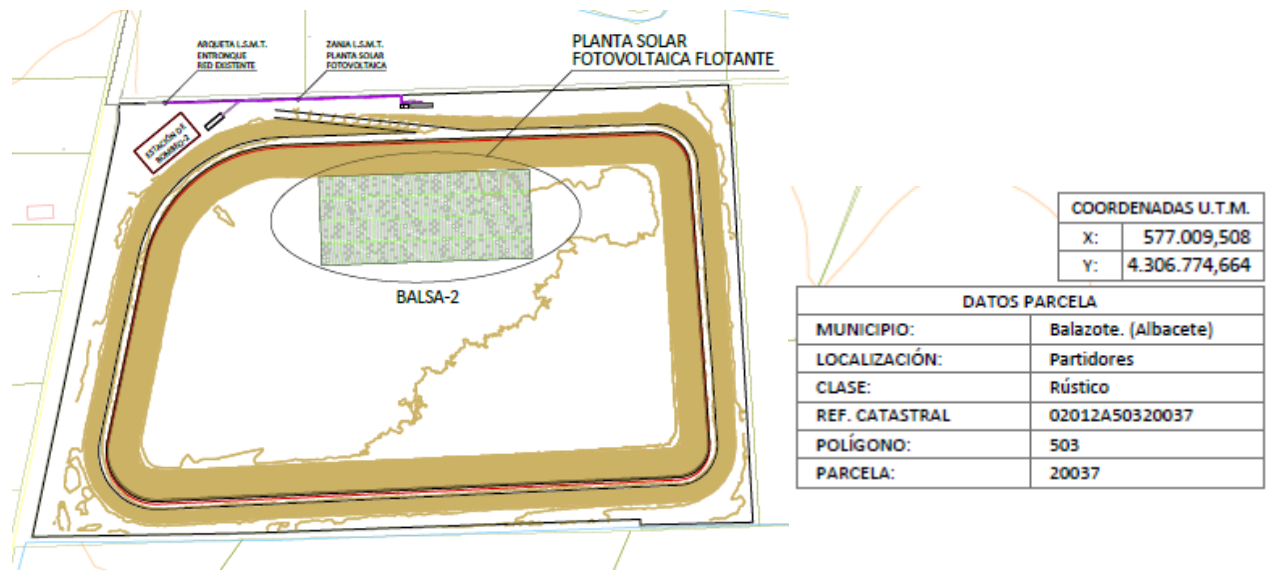 ARQUETA L.S.M.T.
ENTRONQUE
RED EXISTENTE
ZANJA L.S.M.T.
PLANTA SOLAR
FOTOVOLTAICA
PLANTA SOLAR
FOTOVOLTAICA FLOTANTE
ESTACIÓN DE
BOMBEO-2
BALSA-2
COORDENADAS U.T.M.
X: 577.009,508
Y: 4.306.774,664
DATOS PARCELA
MUNICIPIO: Balazote. (Albacete)
LOCALIZACIÓN: Partidores
CLASE: Rústico
REF. CATASTRAL 02012A50320037
POLÍGONO: 503
PARCELA: 20037